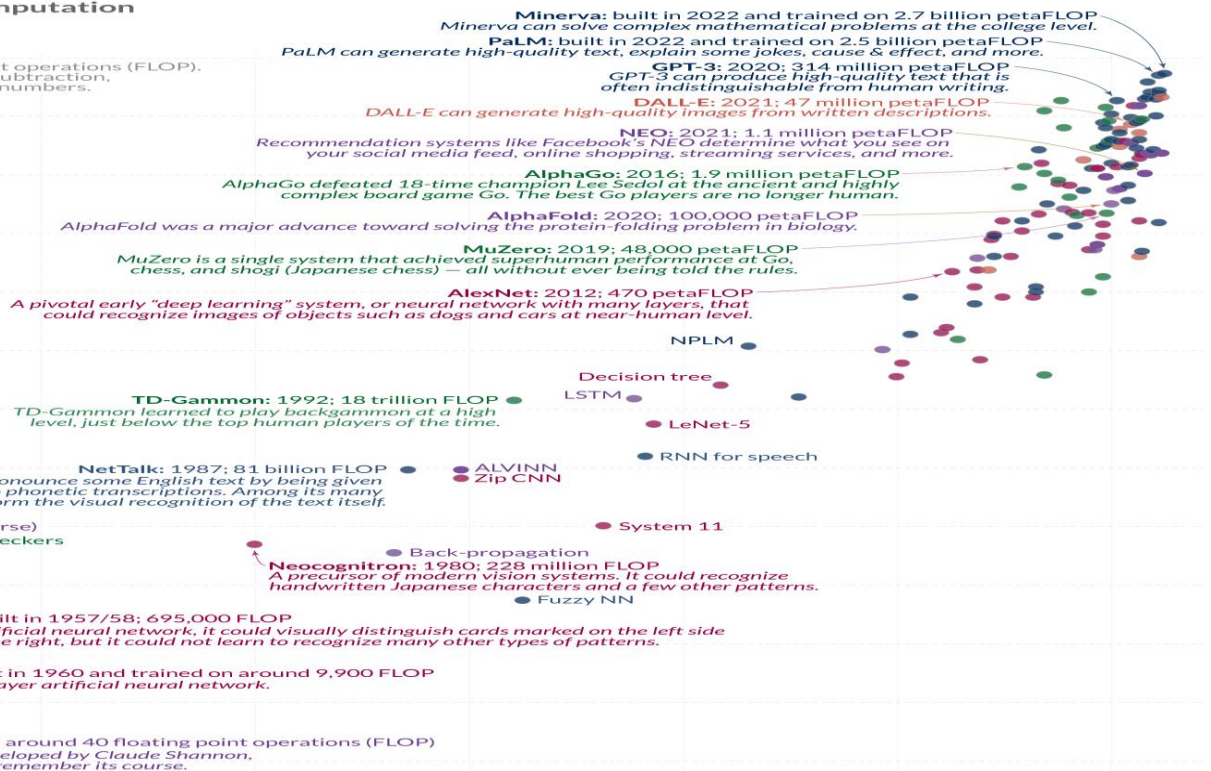 nputation
Minerva: built in 2022 and trained on 2.7 billion petaFLOP
Minerva can solve complex mathematical problems at the college level.
PaLM: built in 2022 and trained on 2.5 billion petaFLOP
PaLM can generate high-quality text, explain some jokes, cause & effect, and more.
t operations (FLOP).
ubtraction,
numbers.
GPT-3: 2020; 314 million petaFLOP
GPT-3 can produce high-quality text that is
often indistinguishable from human writing.
DALL-E: 2021; 47 million petaFLOP
DALL-E can generate high-quality images from written descriptions.
NEO: 2021; 1.1 million petaFLOP
Recommendation systems like Facebook's NEO determine what you see on
your social media feed, online shopping, streaming services, and more.
AlphaGo: 2016; 1.9 million petaFLOP
AlphaGo defeated 18-time champion Lee Sedol at the ancient and highly
complex board game Go. The best Go players are no longer human.
AlphaFold: 2020; 100,000 petaFLOP
AlphaFold was a major advance toward solving the protein-folding problem in biology.
MuZero: 2019; 48,000 petaFLOP
MuZero is a single system that achieved superhuman performance at Go,
chess, and shogi (Japanese chess) — all without ever being told the rules.
AlexNet: 2012; 470 petaFLOP
A pivotal early "deep learning" system, or neural network with many layers, that
could recognize images of objects such as dogs and cars at near-human level.
NPLM
Decision tree
LSTM
TD-Gammon: 1992; 18 trillion FLOP
TD-Gammon learned to play backgammon at a high
level, just below the top human players of the time.
LeNet-5
RNN for speech
NetTalk: 1987; 81 billion FLOP
onounce some English text by being given
phonetic transcriptions. Among its many
orm the visual recognition of the text itself.
ALVINN
Zip CNN
rse)
eckers
System 11
Back-propagation
Neocognitron: 1980; 228 million FLOP
A precursor of modern vision systems. It could recognize
handwritten Japanese characters and a few other patterns.
Fuzzy NN
ilt in 1957/58; 695,000 FLOP
ificial neural network, it could visually distinguish cards marked on the left side
e right, but it could not learn to recognize many other types of patterns.
t in 1960 and trained on around 9,900 FLOP
ayer artificial neural network.
around 40 floating point operations (FLOP)
eloped by Claude Shannon,
remember its course.